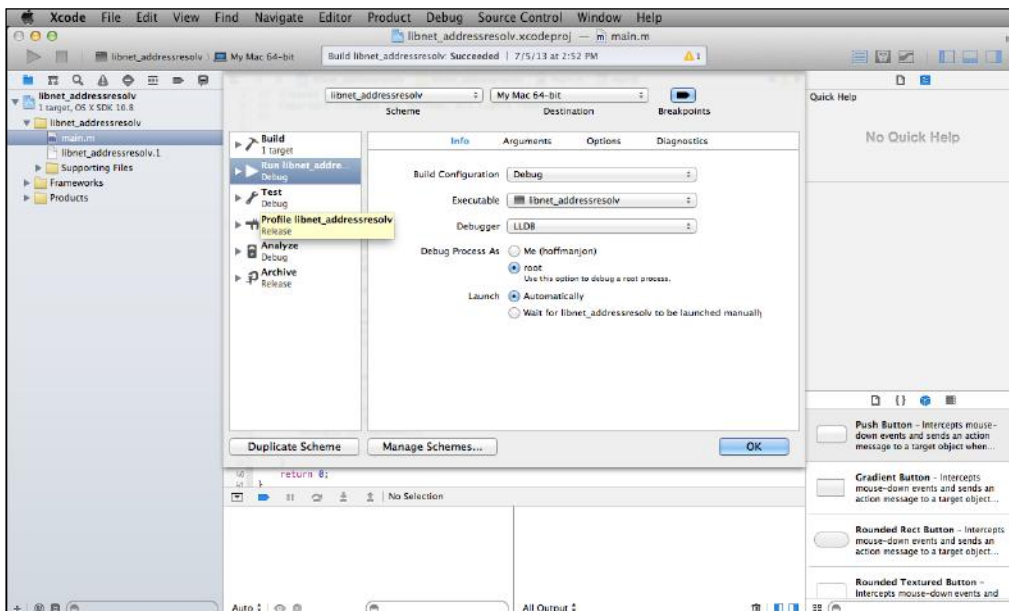 Xcode File Edit View Find Navigate Editor Product Debug Source Control Window Help
libnet_addressresolv.xcodeproj — m main.m
libnet_addressresolv My Mac 64-bit
Build libnet_addressresolv: Succeeded | 7/5/13 at 2:52 PM
1
libnet_addressresolv
1 target, OS X SDK 10.8
libnet_addressresolv
main.m
libnet_addressresolv.1
Supporting Files
Frameworks
Products
libnet_addressresolv
My Mac 64-bit
Scheme
Destination
Breakpoints
Build
1 target
Run libnet_addre...
Debug
Test
Debug
Profile libnet_addressresolv
Release
Analyze
Debug
Archive
Release
Info Arguments Options Diagnostics
Build Configuration Debug
Executable libnet_addressresolv
Debugger LLDB
Debug Process As Me (hoffmanjon)
root
Use this option to debug a root process.
Launch Automatically
Wait for libnet_addressresolv to be launched manually
Duplicate Scheme
Manage Schemes...
OK
return 0;
}
No Selection
Auto
All Output
Quick Help
No Quick Help
{}
Push Button - Intercepts mouse-
down events and sends an action
message to a target object when...
Gradient Button - Intercepts
mouse-down events and sends an
action message to a target object...
Rounded Rect Button - Intercepts
mouse-down events and sends an
action message to a target object...
Rounded Textured Button -
Intercepts mouse-down events and